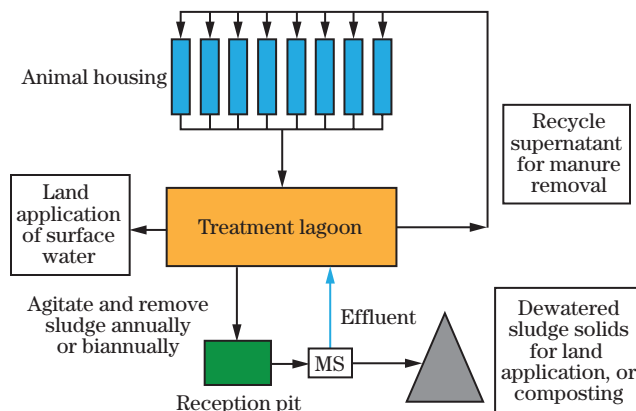 Animal housing
Recycle
supernatant
for manure
removal
Land
application
of surface
water
Treatment lagoon
Agitate and remove
sludge annually
or biannually
Effluent
MS
Reception pit
Dewatered
sludge solids
for land
application, or
composting